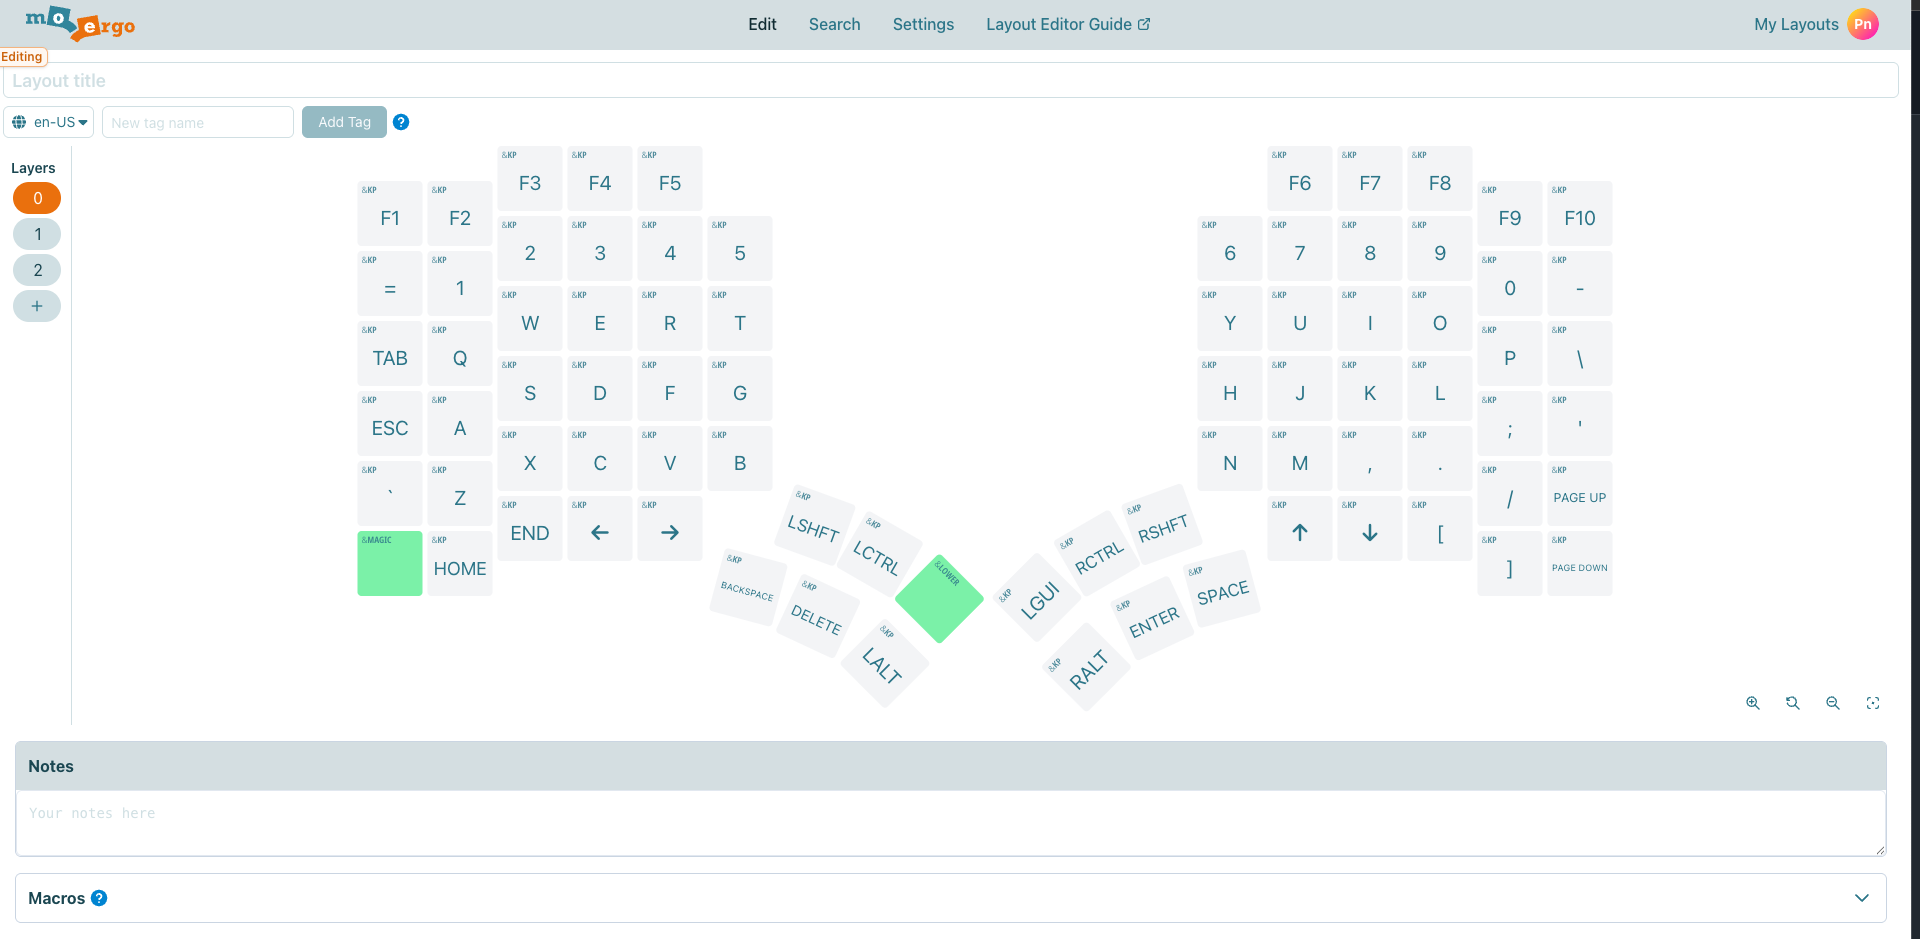 moergo
Edit
Search
Settings
Layout Editor Guide
My Layouts
Pn
Editing
Layout title
en-US
New tag name
Add Tag
?
Layers
0
1
2
+
&KP F1
&KP F2
&KP F3
&KP F4
&KP F5
&KP F6
&KP F7
&KP F8
&KP F9
&KP F10
&KP =
&KP 1
&KP 2
&KP 3
&KP 4
&KP 5
&KP 6
&KP 7
&KP 8
&KP 9
&KP 0
&KP -
&KP TAB
&KP Q
&KP W
&KP E
&KP R
&KP T
&KP Y
&KP U
&KP I
&KP O
&KP P
&KP \
&KP ESC
&KP A
&KP S
&KP D
&KP F
&KP G
&KP H
&KP J
&KP K
&KP L
&KP ;
&KP '
&KP `
&KP Z
&KP X
&KP C
&KP V
&KP B
&KP N
&KP M
&KP ,
&KP .
&KP /
&KP PAGE UP
&MAGIC
&KP HOME
&KP END
&KP ←
&KP →
&KP ↑
&KP ↓
&KP [
&KP ]
&KP PAGE DOWN
&KP LSHFT
&KP LCTRL
&LOWER
&KP LGUI
&KP RCTRL
&KP RSHFT
&KP BACKSPACE
&KP DELETE
&KP LALT
&KP RALT
&KP ENTER
&KP SPACE
Notes
Your notes here
Macros ?